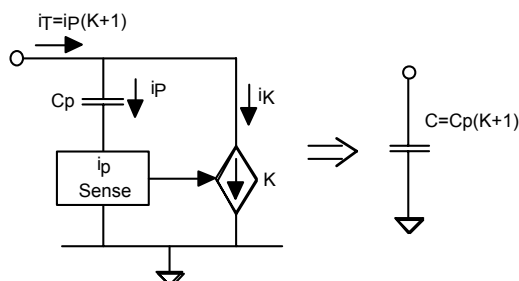 iT=iP(K+1)
Cp
iP
iK
ip
Sense
K
C=Cp(K+1)